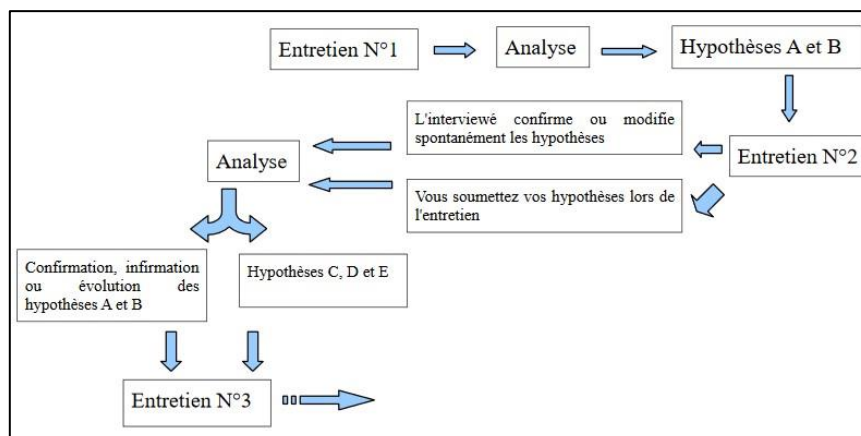 Entretien N°1
Analyse
Hypothèses A et B
L'interviewé confirme ou modifie
spontanément les hypothèses
Entretien N°2
Analyse
Vous soumettez vos hypothèses lors de
l'entretien
Confirmation, infirmation
ou évolution des
hypothèses A et B
Hypothèses C, D et E
Entretien N°3